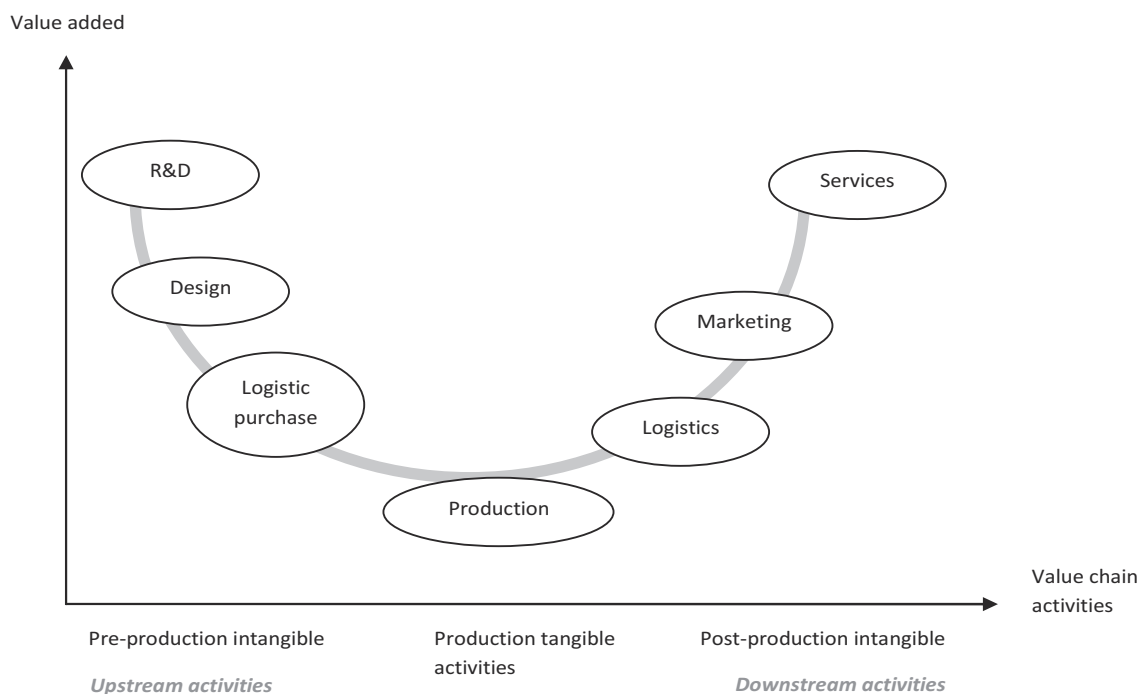 Value added
R&D
Services
Design
Marketing
Logistic
purchase
Logistics
Production
Value chain
activities
Pre-production intangible
Production tangible
activities
Post-production intangible
Upstream activities
Downstream activities